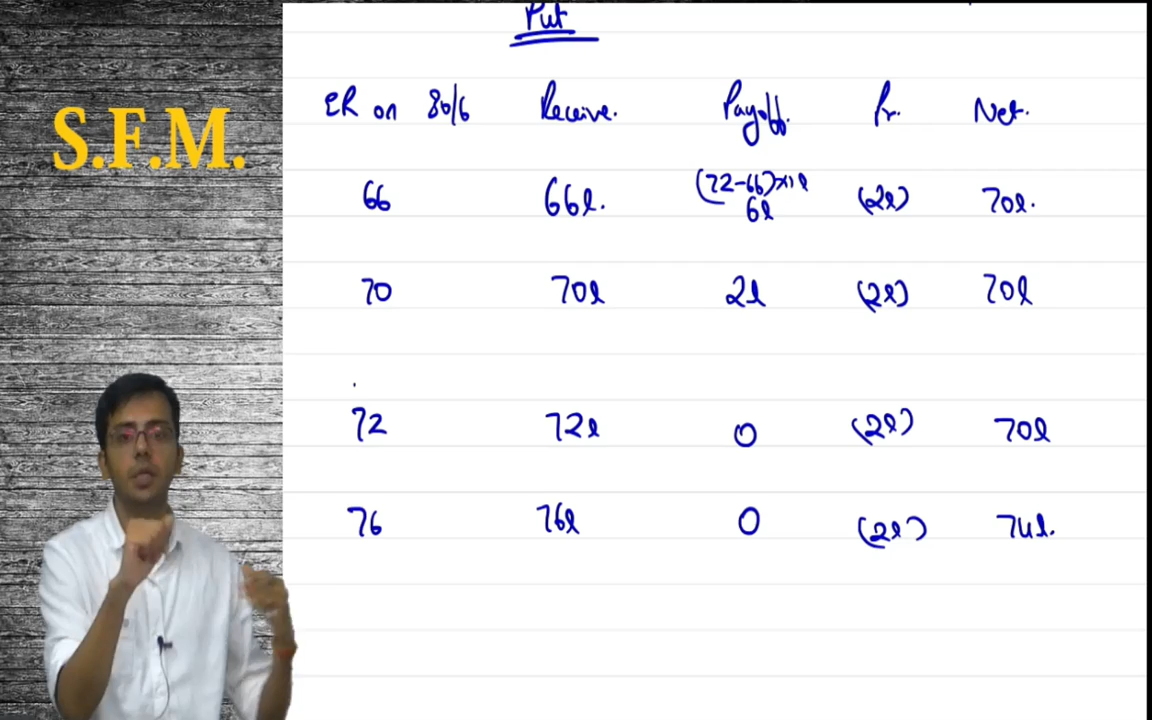 Put
S.F.M.
ER on 30/6 Receive. Payoff. Pr. Net.
66 66l. (72-66)×1l (2l) 70l.
6l
70 70l 2l (2l) 70l
72 72l 0 (2l) 70l
76 76l 0 (2l) 74l.